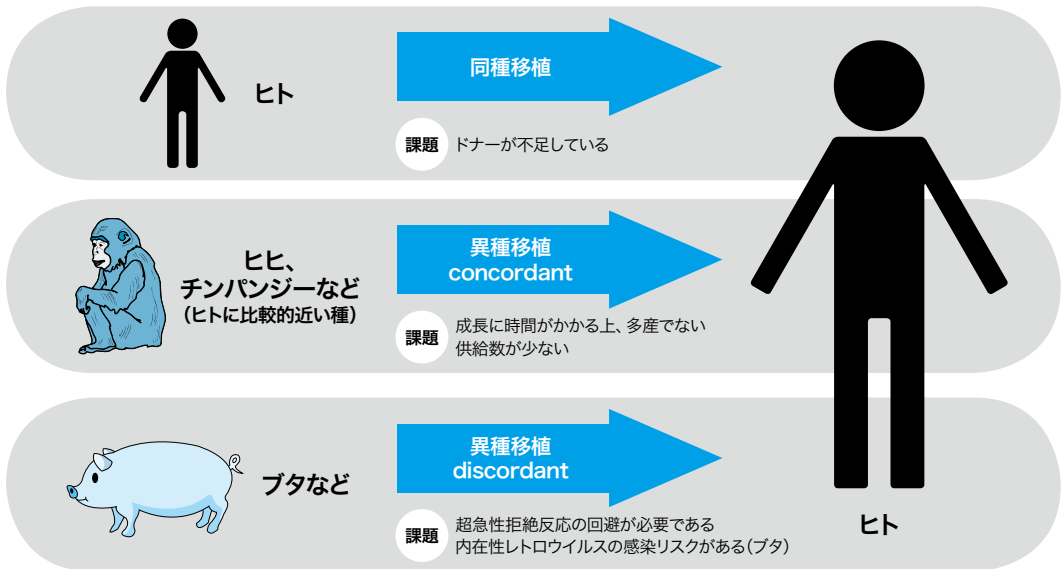 ヒト
同種移植
課題 ドナーが不足している
ヒヒ、
チンパンジーなど
（ヒトに比較的近い種）
異種移植
concordant
課題 成長に時間がかかる上、多産でない
供給数が少ない
ブタなど
異種移植
discordant
課題 超急性拒絶反応の回避が必要である
内在性レトロウイルスの感染リスクがある（ブタ）
ヒト